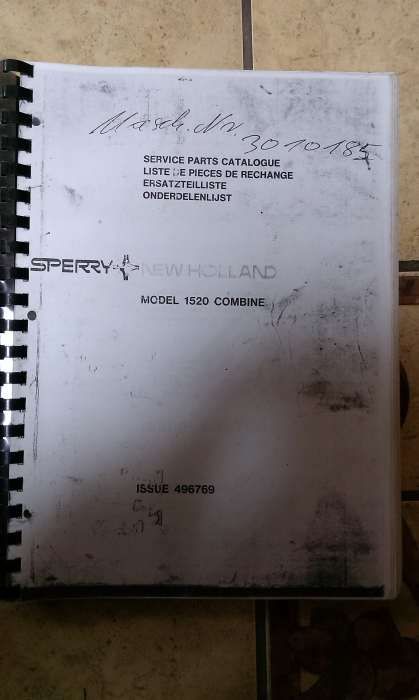 Masch. Nr. 3010185
SERVICE PARTS CATALOGUE
LISTE DE PIECES DE RECHANGE
ERSATZTEILLISTE
ONDERDELENLIJST
SPERRY NEW HOLLAND
MODEL 1520 COMBINE
ISSUE 496769